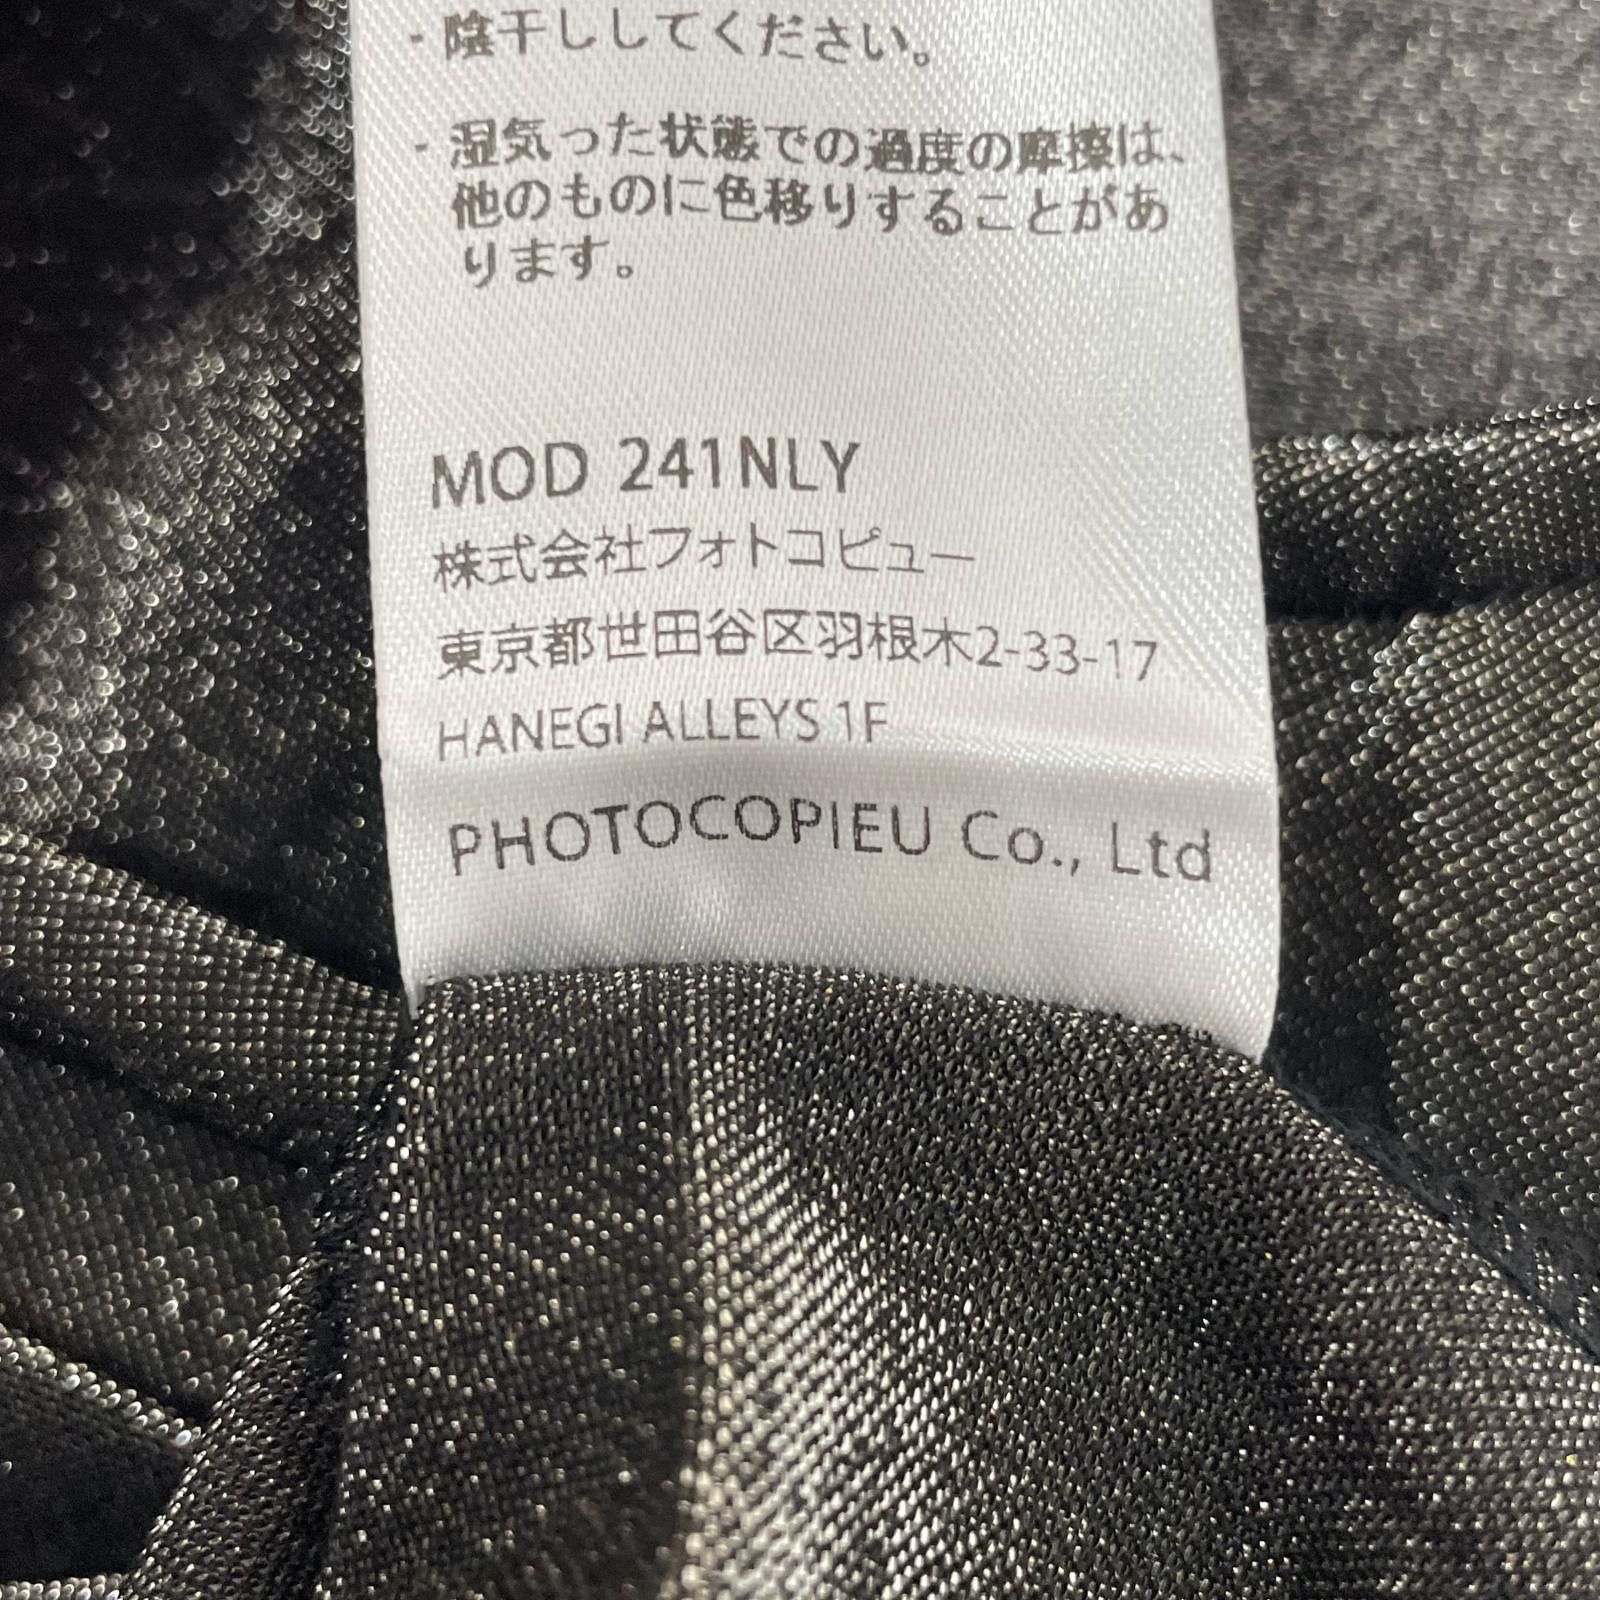 - 陰干ししてください。
- 湿気った状態での過度の摩擦は、
他のものに色移りすることがあ
ります。
MOD 241NLY
株式会社フォトコピュー
東京都世田谷区羽根木2-33-17
HANEGI ALLEYS 1F
PHOTOCOPIEU Co., Ltd